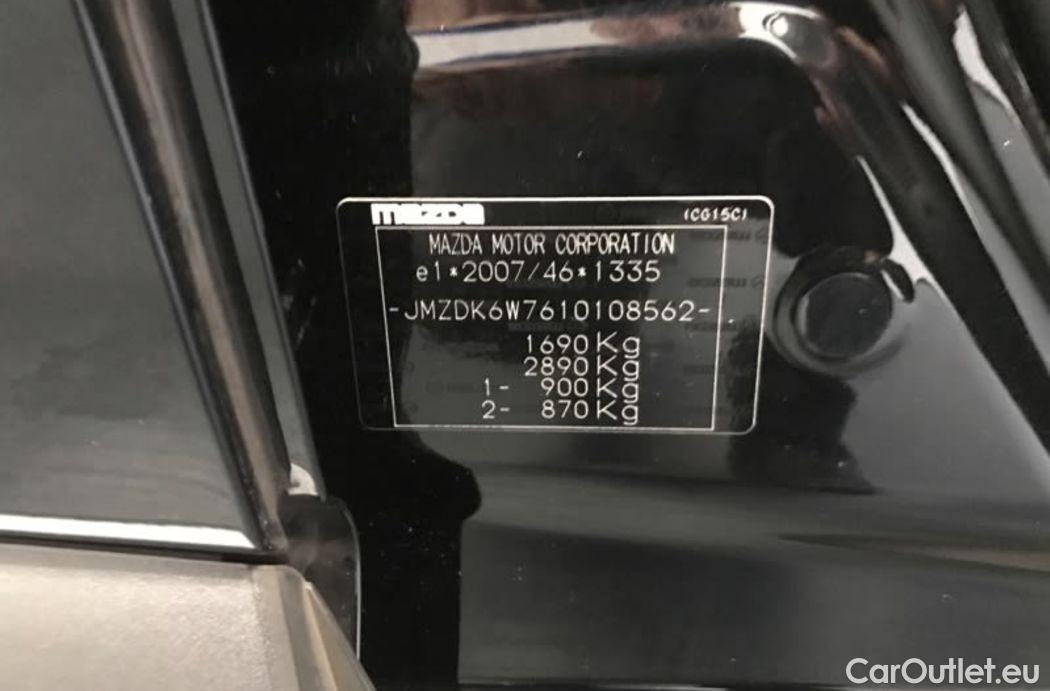 mazda (CG15C)
MAZDA MOTOR CORPORATION
e1*2007/46*1335
-JMZDK6W7610108562-
1690Kg
2890Kg
1- 900Kg
2- 870Kg
CarOutlet.eu